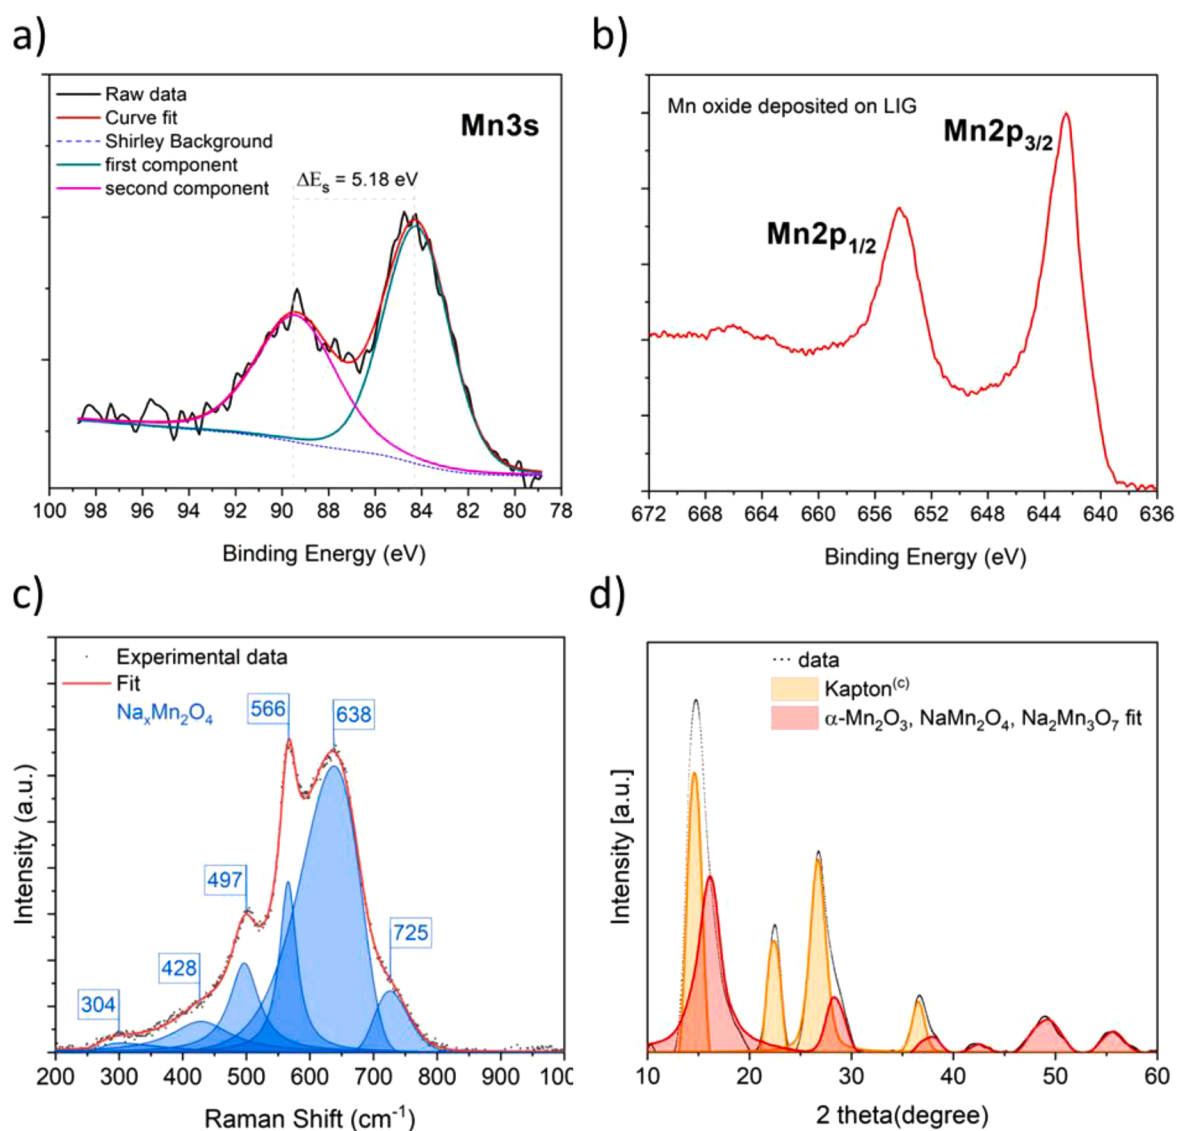 a)
Raw data
Curve fit
Shirley Background
first component
second component
Mn3s
ΔEs = 5.18 eV
100 98 96 94 92 90 88 86 84 82 80 78
Binding Energy (eV)
b)
Mn oxide deposited on LIG
Mn2p3/2
Mn2p1/2
672 668 664 660 656 652 648 644 640 636
Binding Energy (eV)
c)
Experimental data
Fit
NaxMn2O4
566
638
497
725
428
304
Intensity (a.u.)
200 300 400 500 600 700 800 900 100
Raman Shift (cm-1)
d)
data
Kapton(c)
α-Mn2O3, NaMn2O4, Na2Mn3O7 fit
Intensity [a.u.]
10 20 30 40 50 60
2 theta(degree)